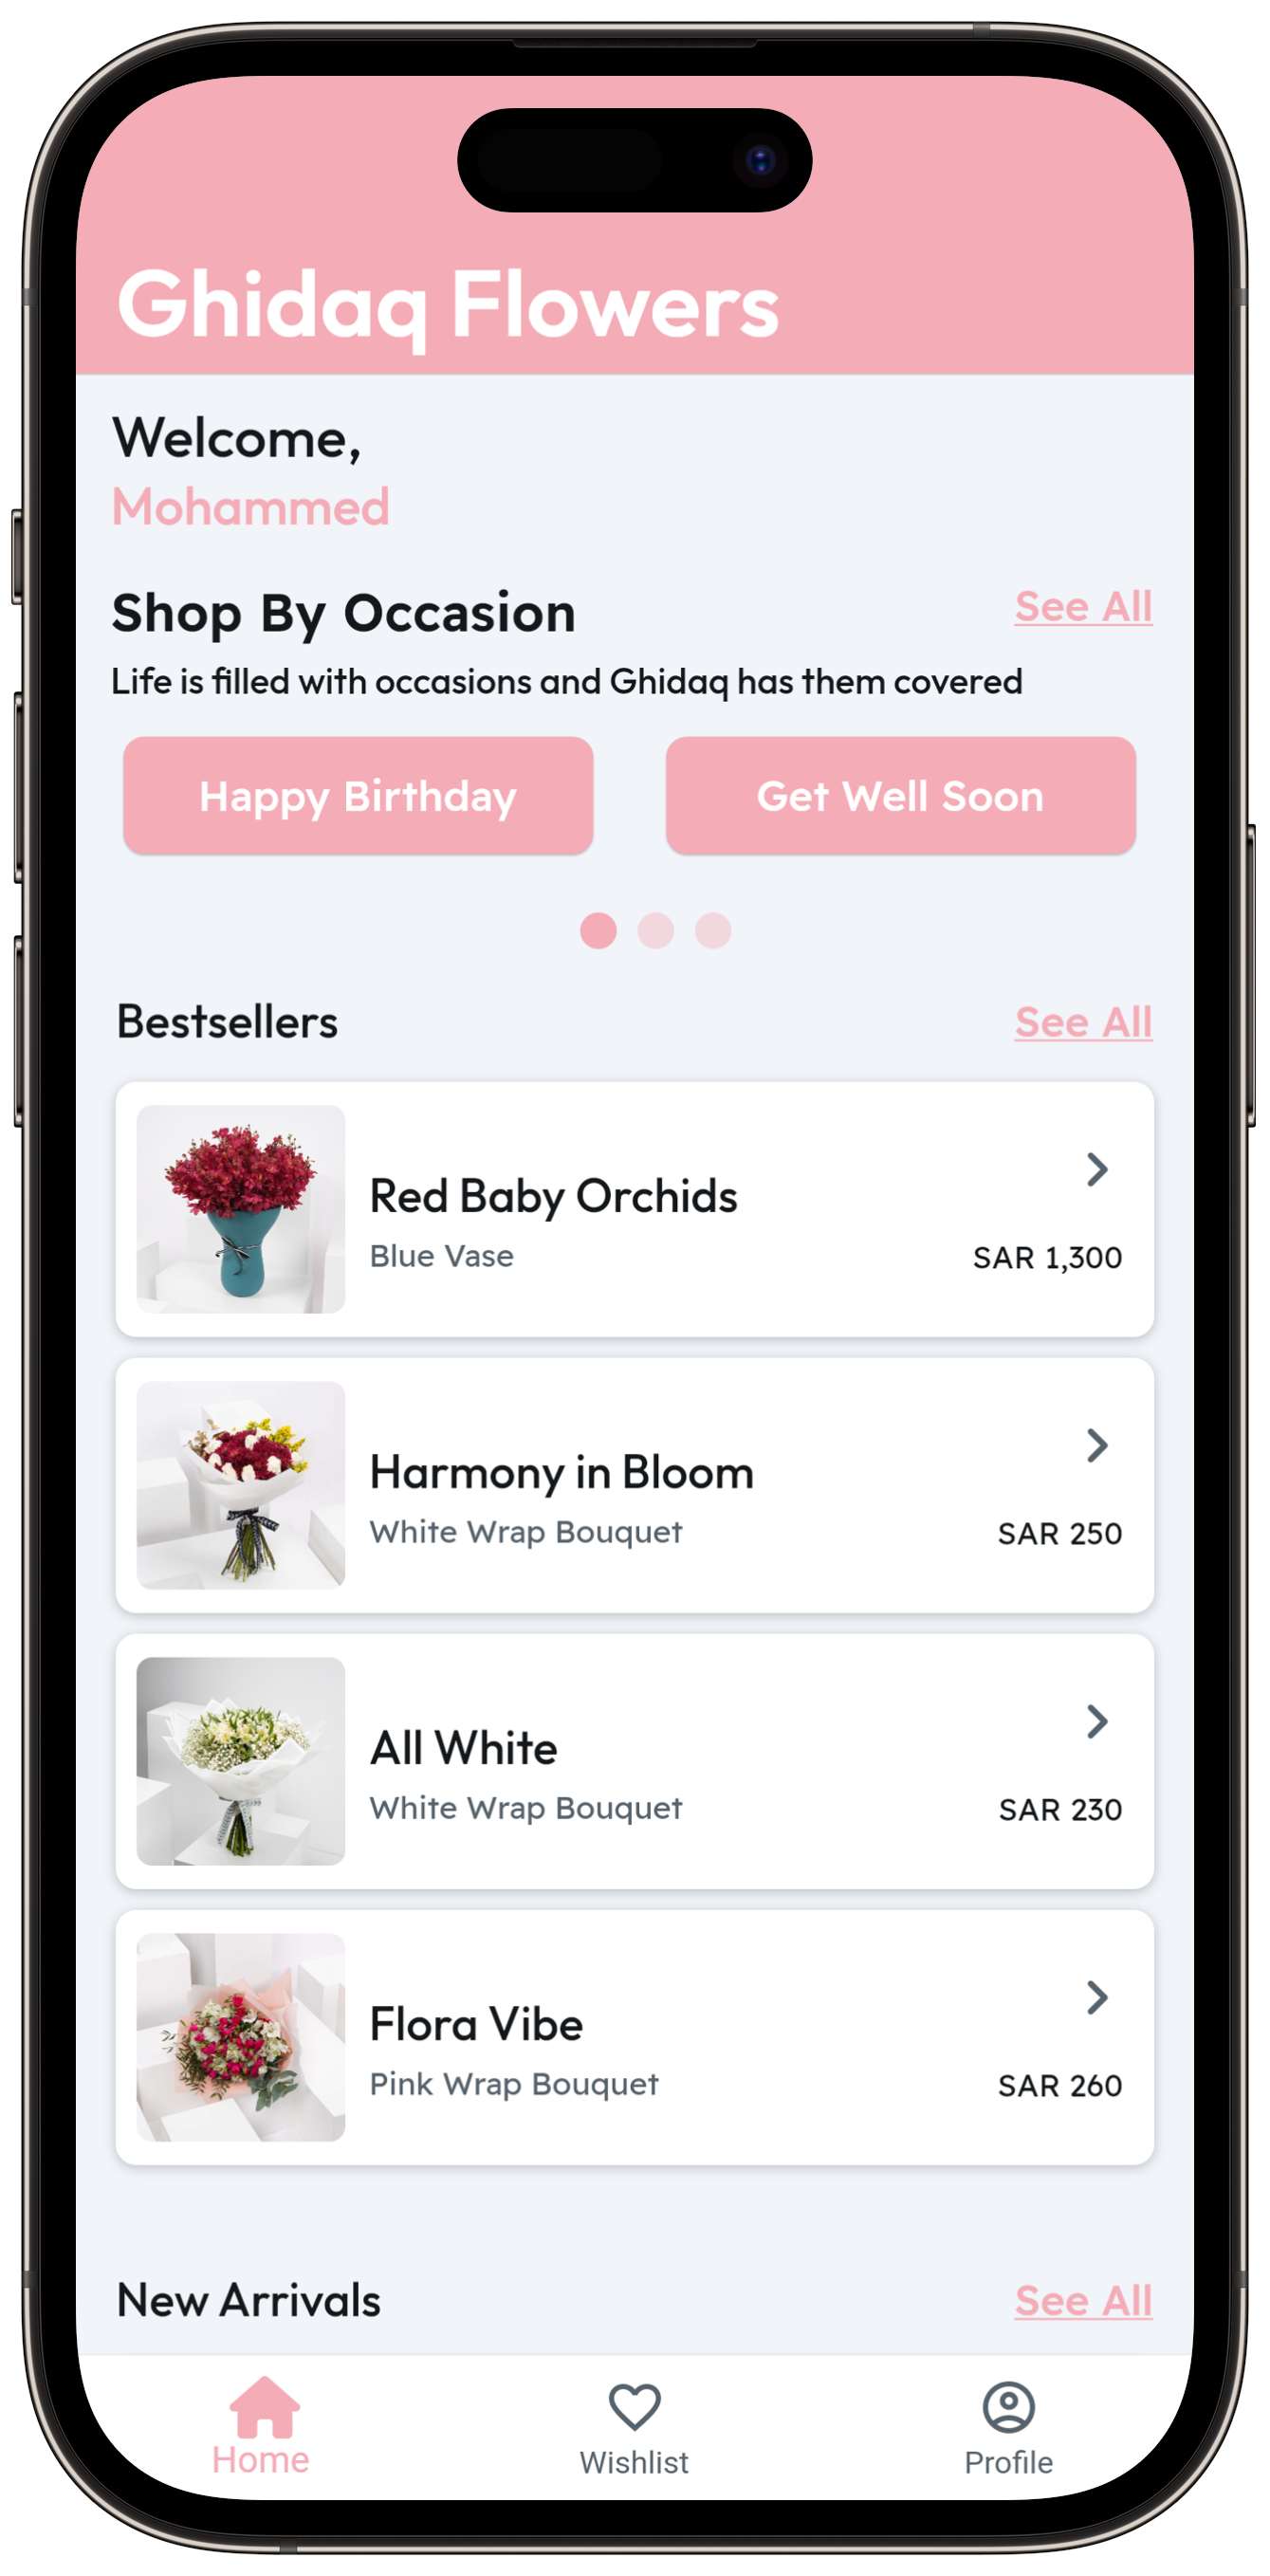 Ghidaq Flowers
Welcome,
Mohammed
Shop By Occasion
See All
Life is filled with occasions and Ghidaq has them covered
Happy Birthday
Get Well Soon
Bestsellers
See All
Red Baby Orchids
Blue Vase
SAR 1,300
Harmony in Bloom
White Wrap Bouquet
SAR 250
All White
White Wrap Bouquet
SAR 230
Flora Vibe
Pink Wrap Bouquet
SAR 260
New Arrivals
See All
Home
Wishlist
Profile